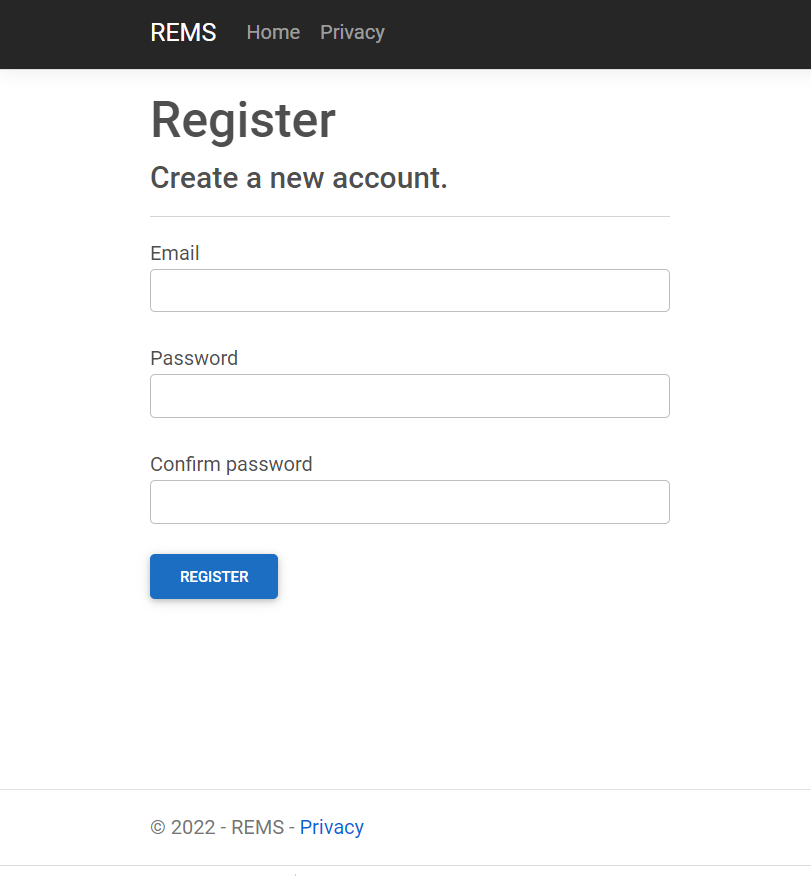 REMS Home Privacy
Register
Create a new account.
Email
Password
Confirm password
REGISTER
© 2022 - REMS - Privacy